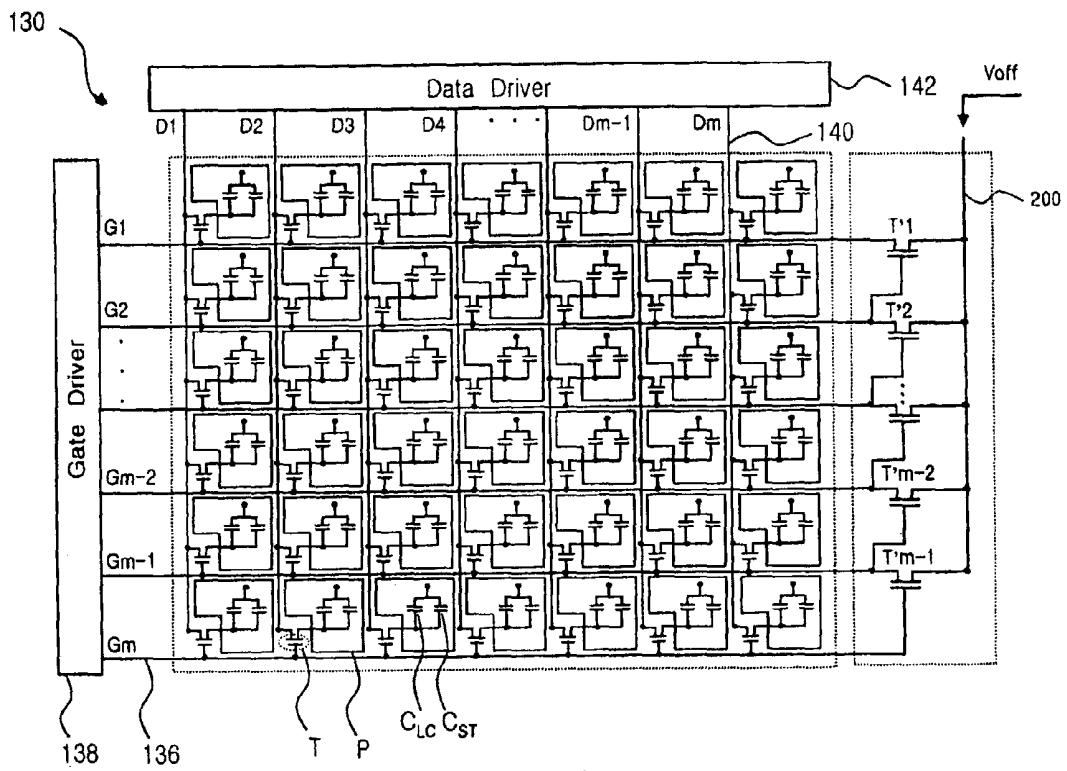 130
Data Driver
142
Voff
D1 D2 D3 D4 . . . Dm-1 Dm
140
200
G1
T'1
G2
T'2
.
.
...
Gate Driver
Gm-2
T'm-2
Gm-1
T'm-1
Gm
138
136
T
P
CLC
CST